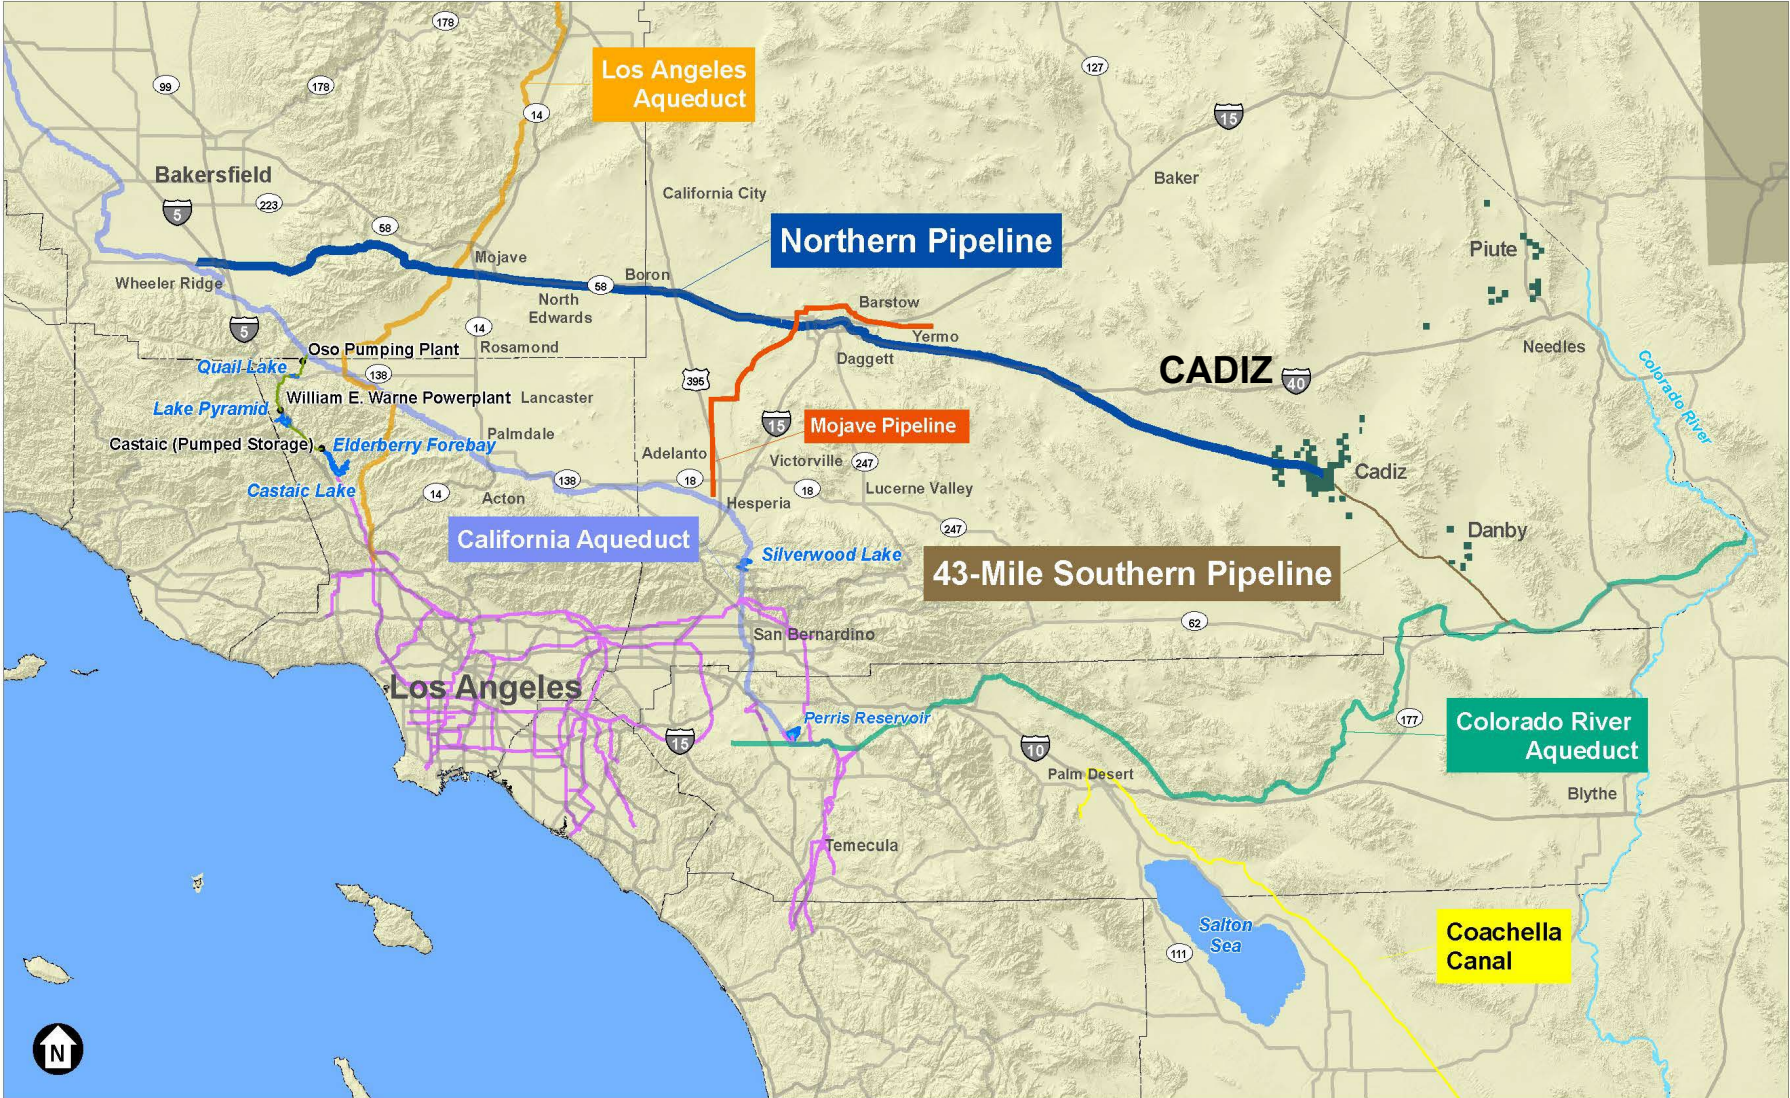 178
Los Angeles
Aqueduct
99
178
127
14
15
Bakersfield
Baker
California City
223
5
58
Northern Pipeline
Piute
Mojave
Wheeler Ridge
Boron
58
North
Edwards
Barstow
5
14
Yermo
Oso Pumping Plant
Rosamond
Daggett
Needles
Quail Lake
138
395
CADIZ
40
Colorado River
William E. Warne Powerplant
Lancaster
Lake Pyramid
15
Mojave Pipeline
Palmdale
Castaic (Pumped Storage)
Elderberry Forebay
Adelanto
Victorville
247
Cadiz
Castaic Lake
14
Acton
138
18
18
Lucerne Valley
Hesperia
California Aqueduct
247
Danby
Silverwood Lake
43-Mile Southern Pipeline
62
San Bernardino
Los Angeles
Perris Reservoir
177
Colorado River
Aqueduct
15
10
Palm Desert
Blythe
Temecula
Salton
Sea
111
Coachella
Canal
N